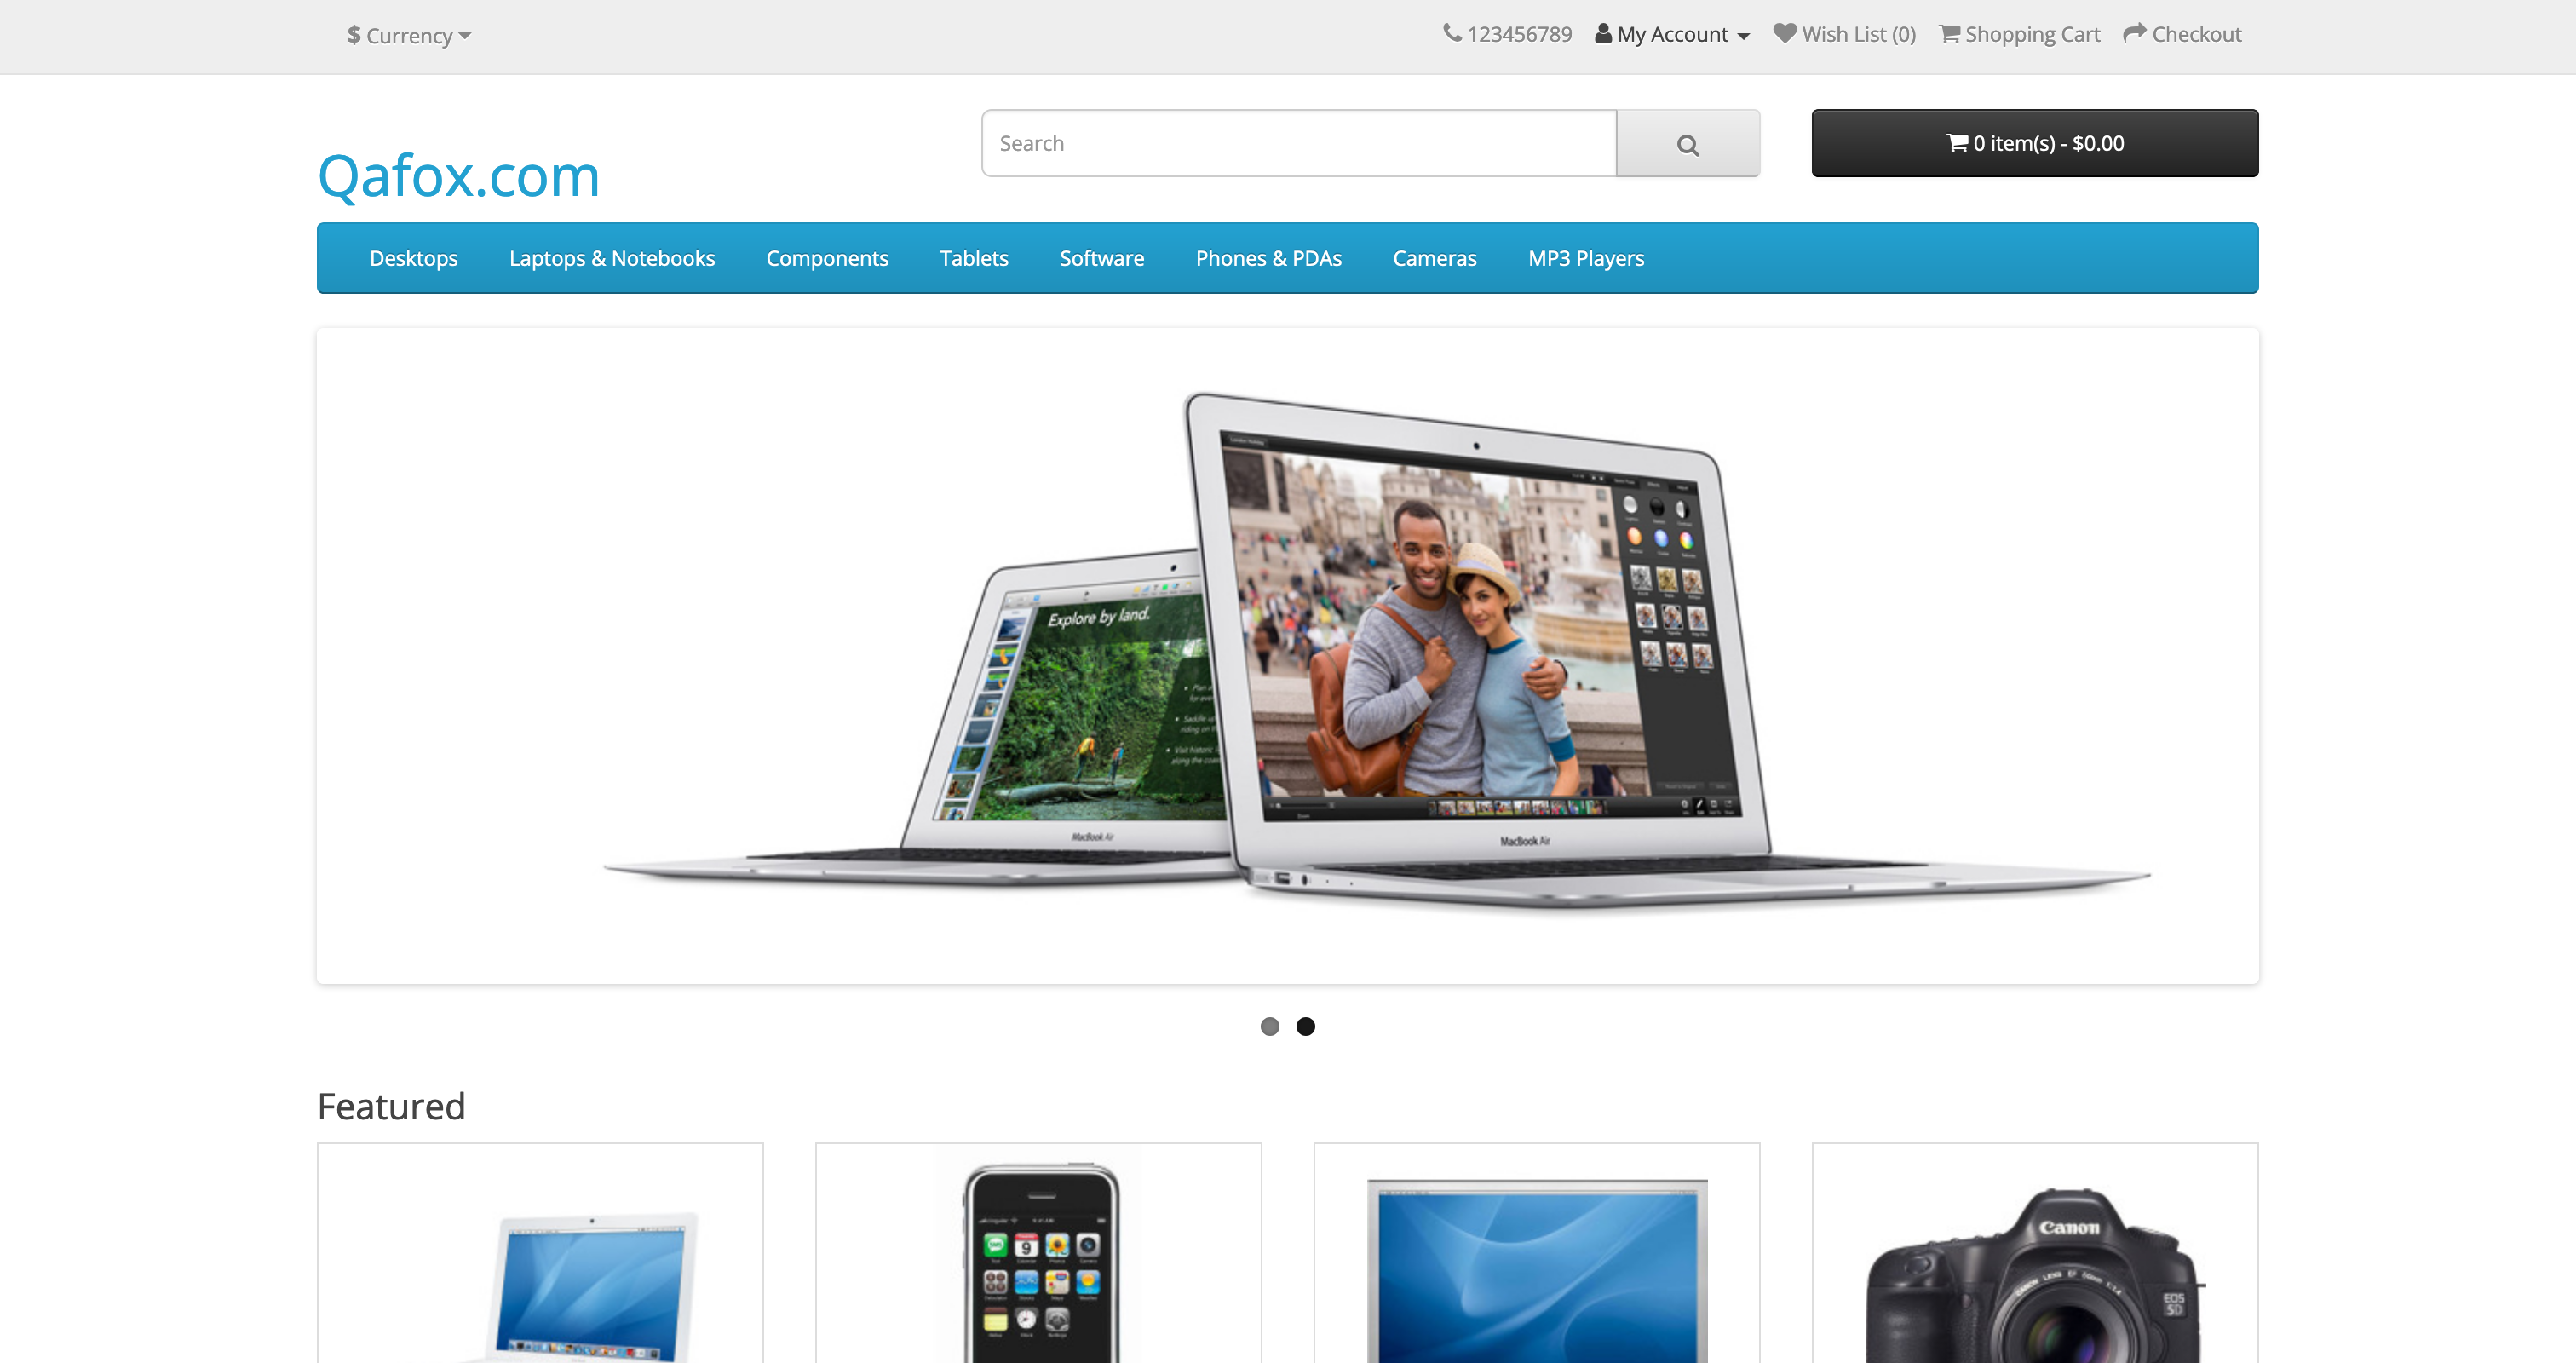 $ Currency
123456789 My Account Wish List (0) Shopping Cart Checkout
Search
0 item(s) - $0.00
Qafox.com
Desktops Laptops & Notebooks Components Tablets Software Phones & PDAs Cameras MP3 Players
Explore by land.
MacBook Air
MacBook Air
Featured
Canon
EOS
5D